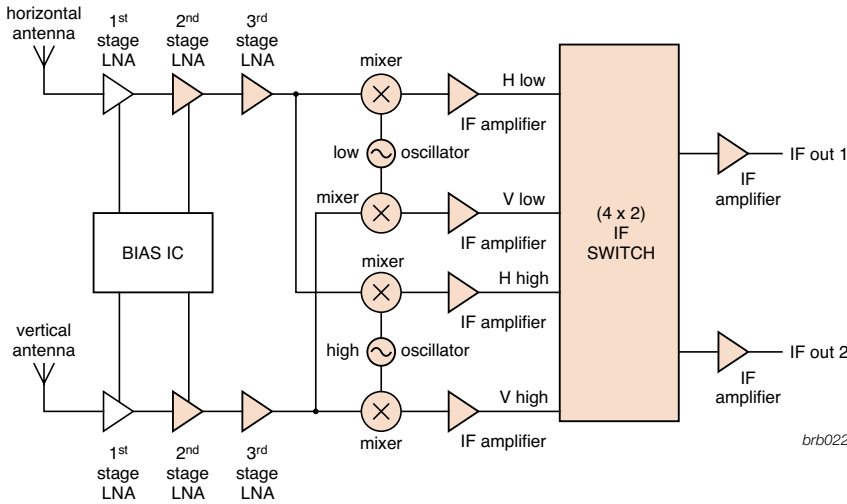 horizontal
antenna
1st
stage
LNA
2nd
stage
LNA
3rd
stage
LNA
mixer
H low
IF amplifier
low
oscillator
mixer
V low
IF amplifier
BIAS IC
mixer
H high
IF amplifier
high
oscillator
V high
mixer
IF amplifier
vertical
antenna
1st
stage
LNA
2nd
stage
LNA
3rd
stage
LNA
(4 x 2)
IF
SWITCH
IF out 1
IF
amplifier
IF out 2
IF
amplifier
brb022